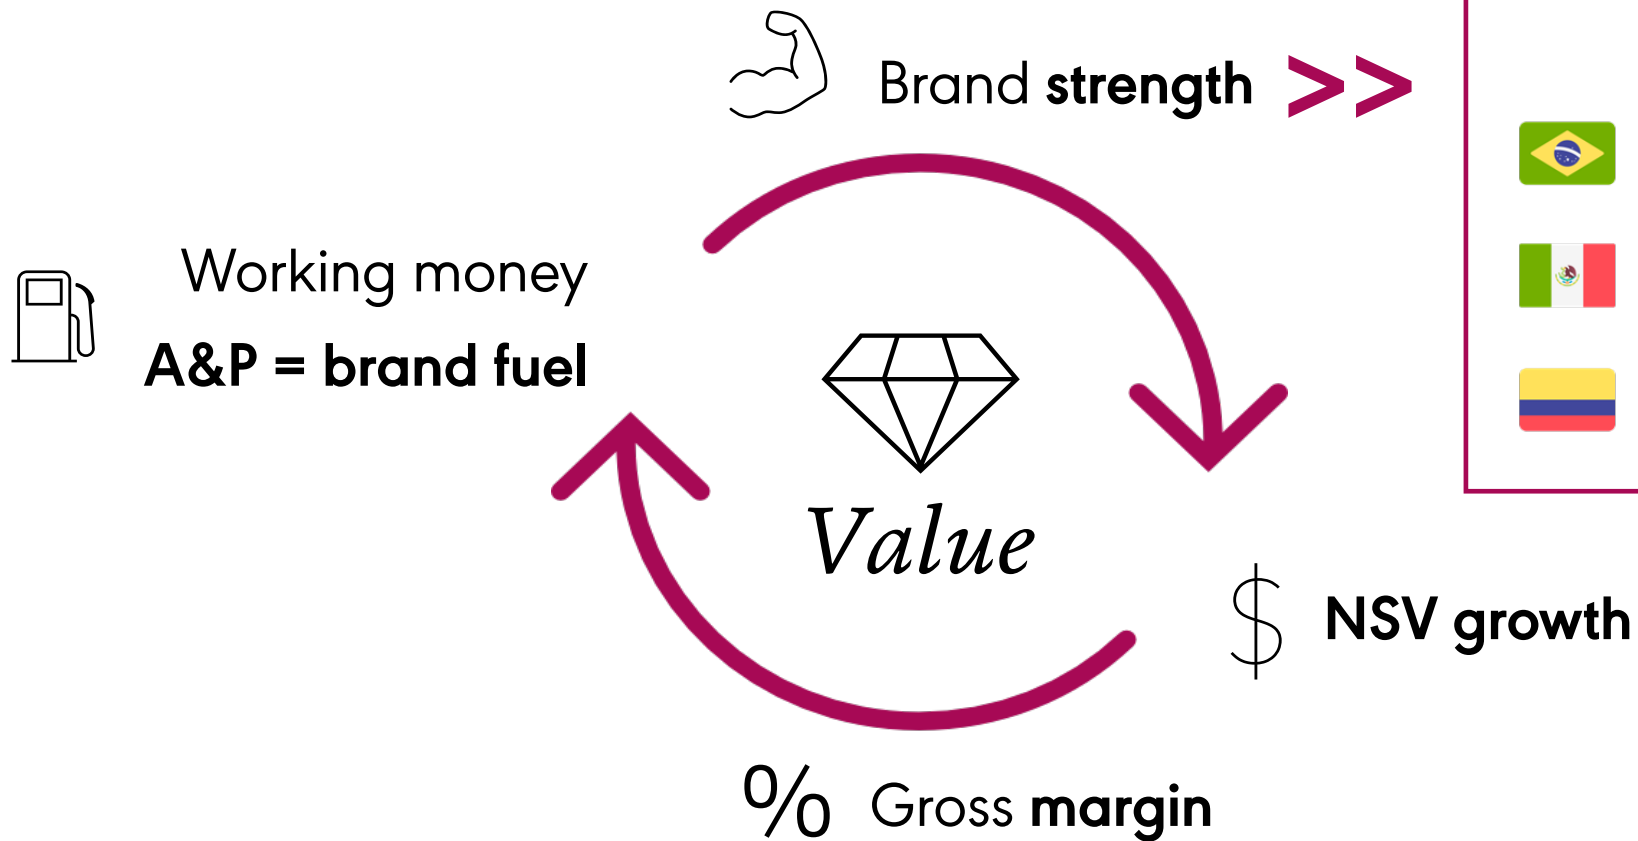 Brand strength >>
Working money
A&P = brand fuel
Value
$ NSV growth
% Gross margin